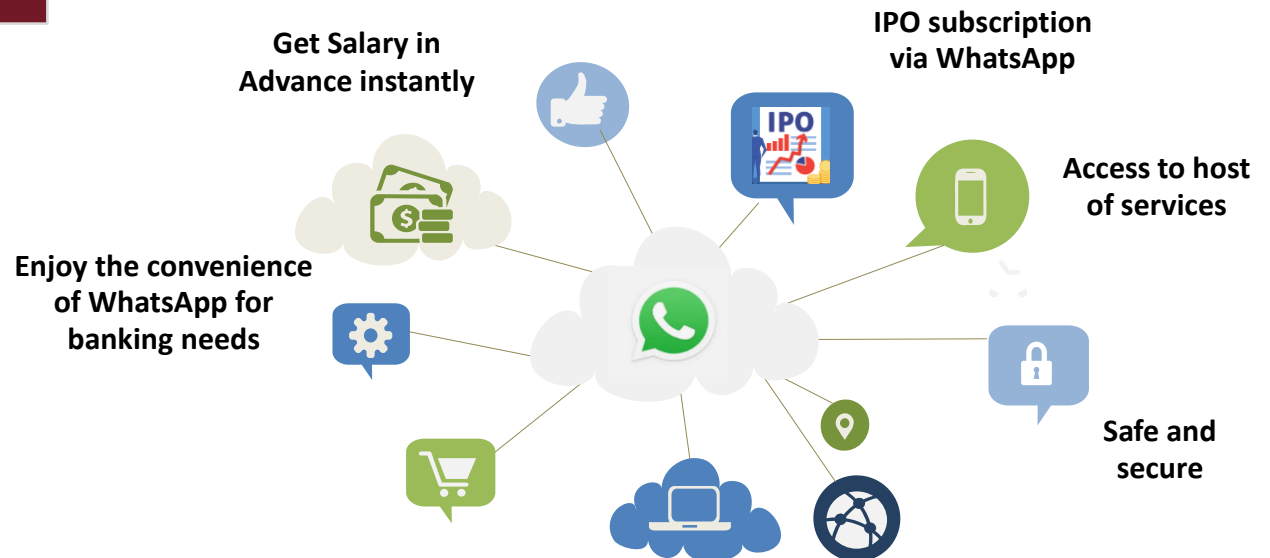 Get Salary in
Advance instantly
IPO subscription
via WhatsApp
IPO
Access to host
of services
$
Enjoy the convenience
of WhatsApp for
banking needs
Safe and
secure